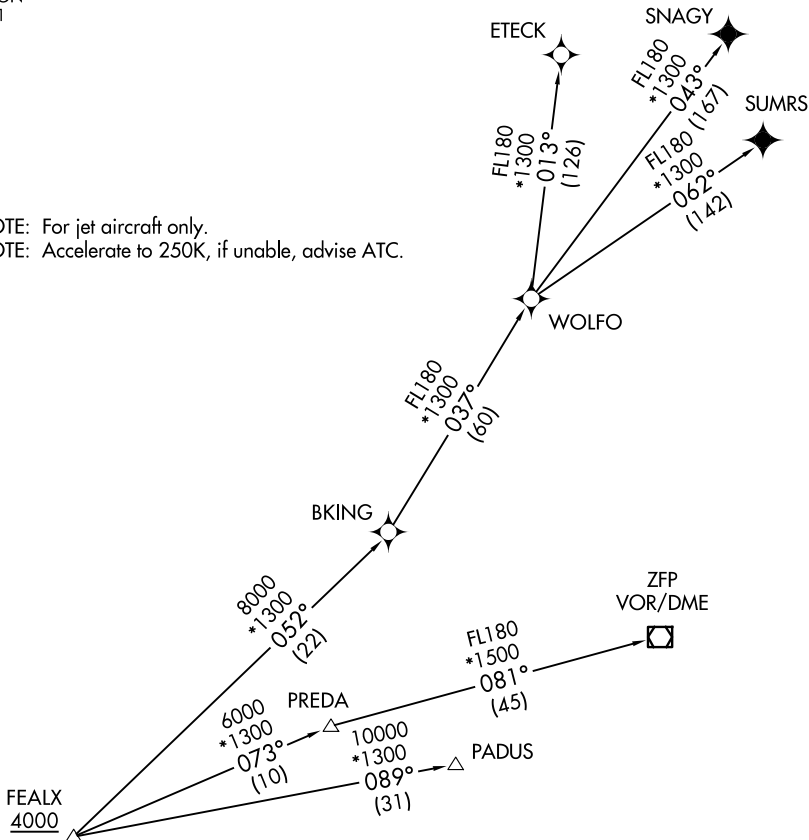 1
ETECK
SNAGY
FL180
*1300
043°
(167)
SUMRS
FL180
*1300
013°
(126)
FL180
*1300
062°
(142)
OTE: For jet aircraft only.
OTE: Accelerate to 250K, if unable, advise ATC.
WOLFO
FL180
*1300
037°
(60)
BKING
8000
*1300
052°
(22)
ZFP
VOR/DME
FL180
*1500
081°
(45)
PREDA
6000
*1300
073°
(10)
10000
*1300
089°
(31)
PADUS
FEALX
4000